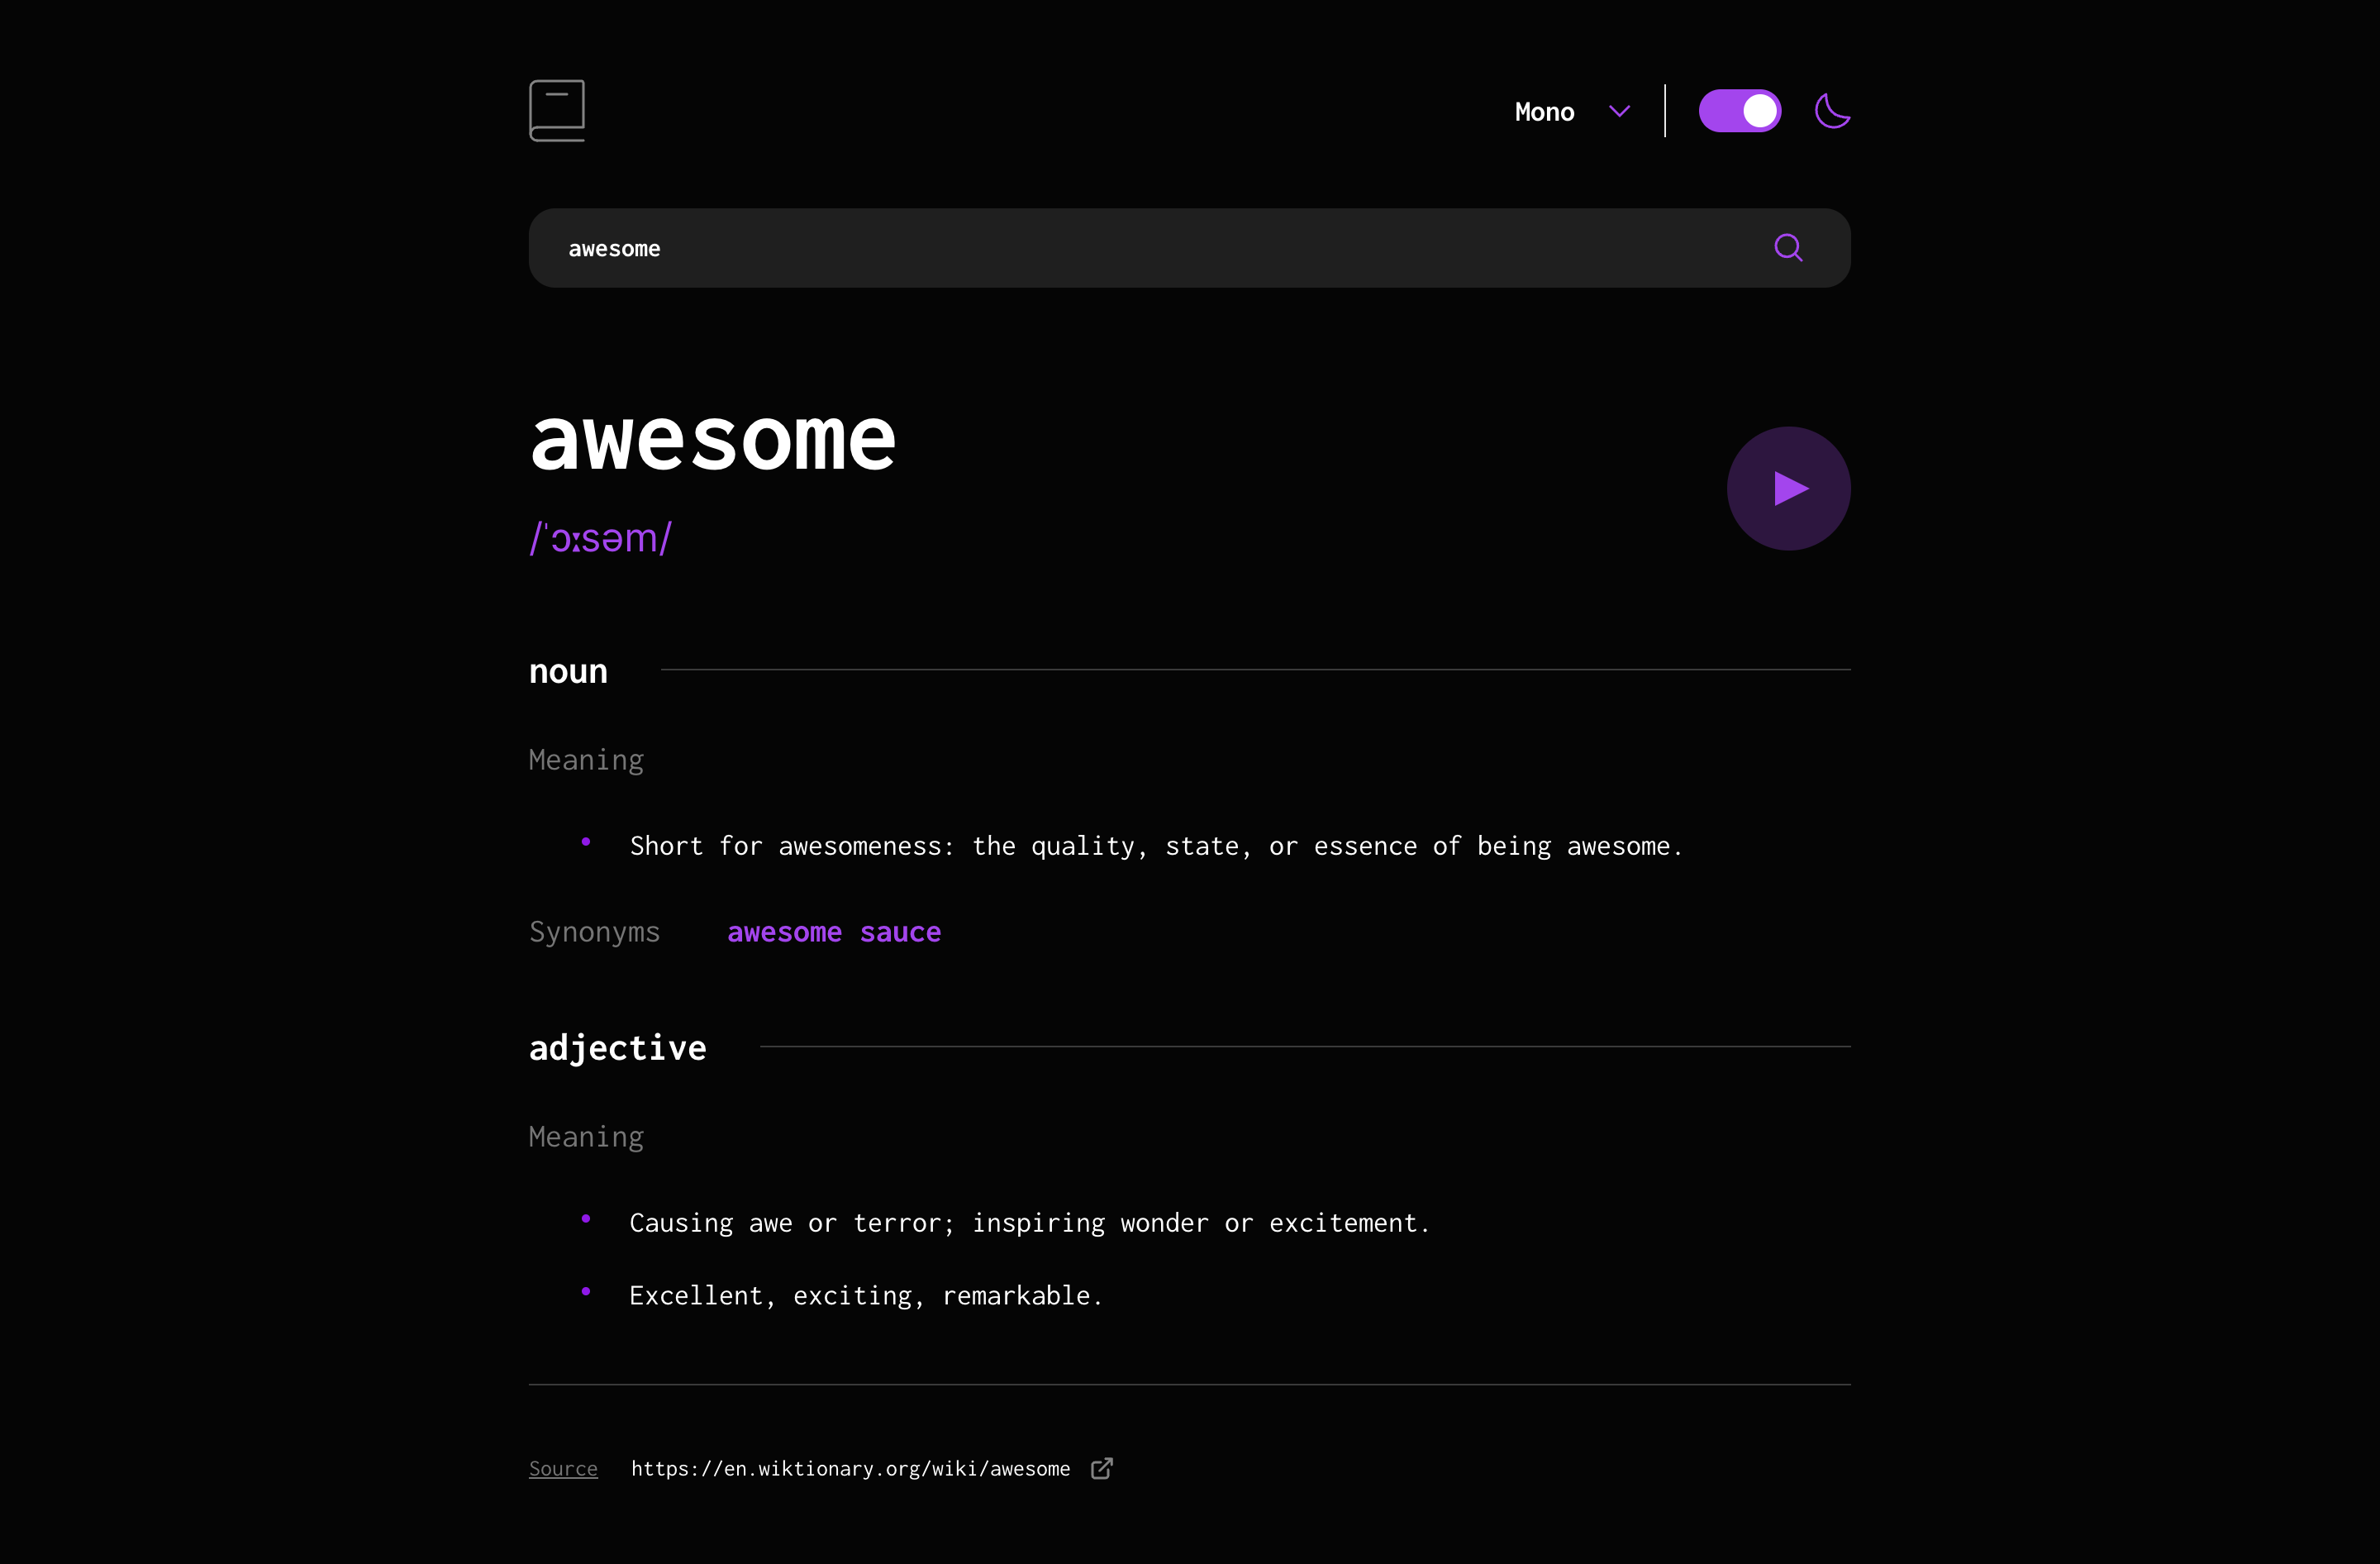 Mono
awesome
awesome
/ˈɔːsəm/
noun
Meaning
Short for awesomeness: the quality, state, or essence of being awesome.
Synonyms awesome sauce
adjective
Meaning
Causing awe or terror; inspiring wonder or excitement.
Excellent, exciting, remarkable.
Source https://en.wiktionary.org/wiki/awesome